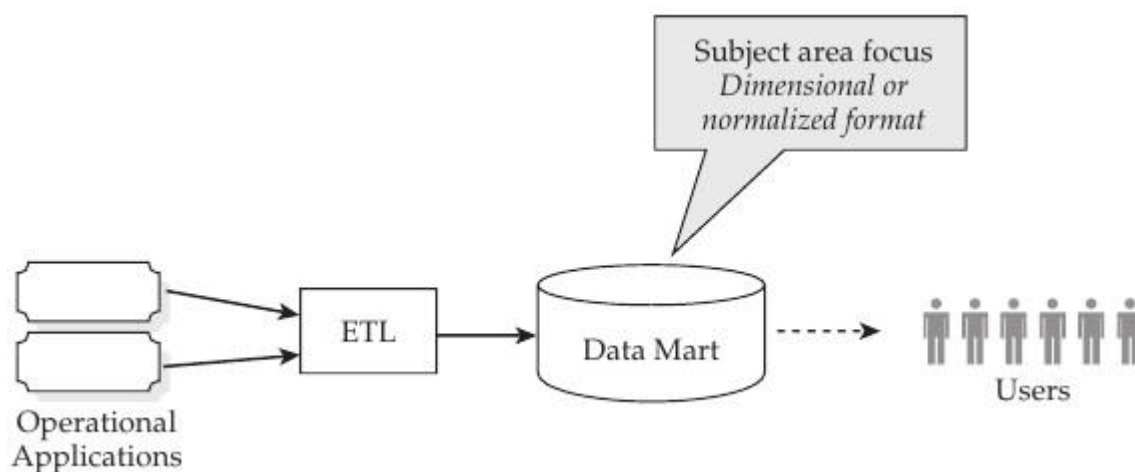 Subject area focus
Dimensional or
normalized format
ETL
Data Mart
Users
Operational
Applications